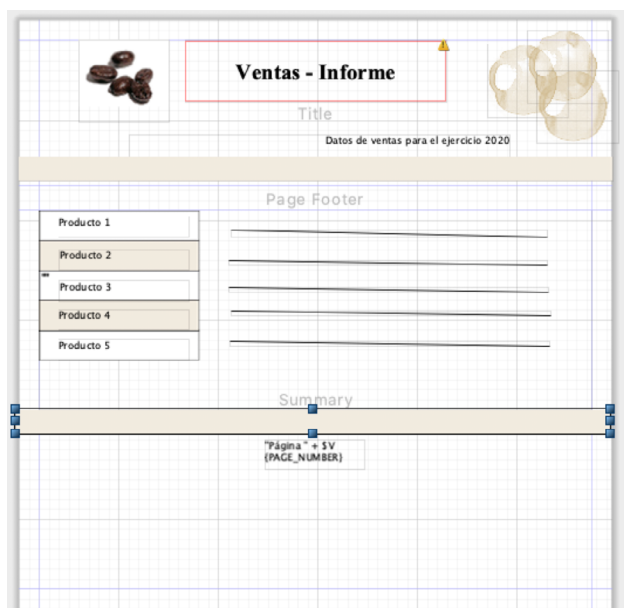 Ventas - Informe
Title
Datos de ventas para el ejercicio 2020
Page Footer
Producto 1
Producto 2
Producto 3
Producto 4
Producto 5
Summary
"Página " + $V
{PAGE_NUMBER}